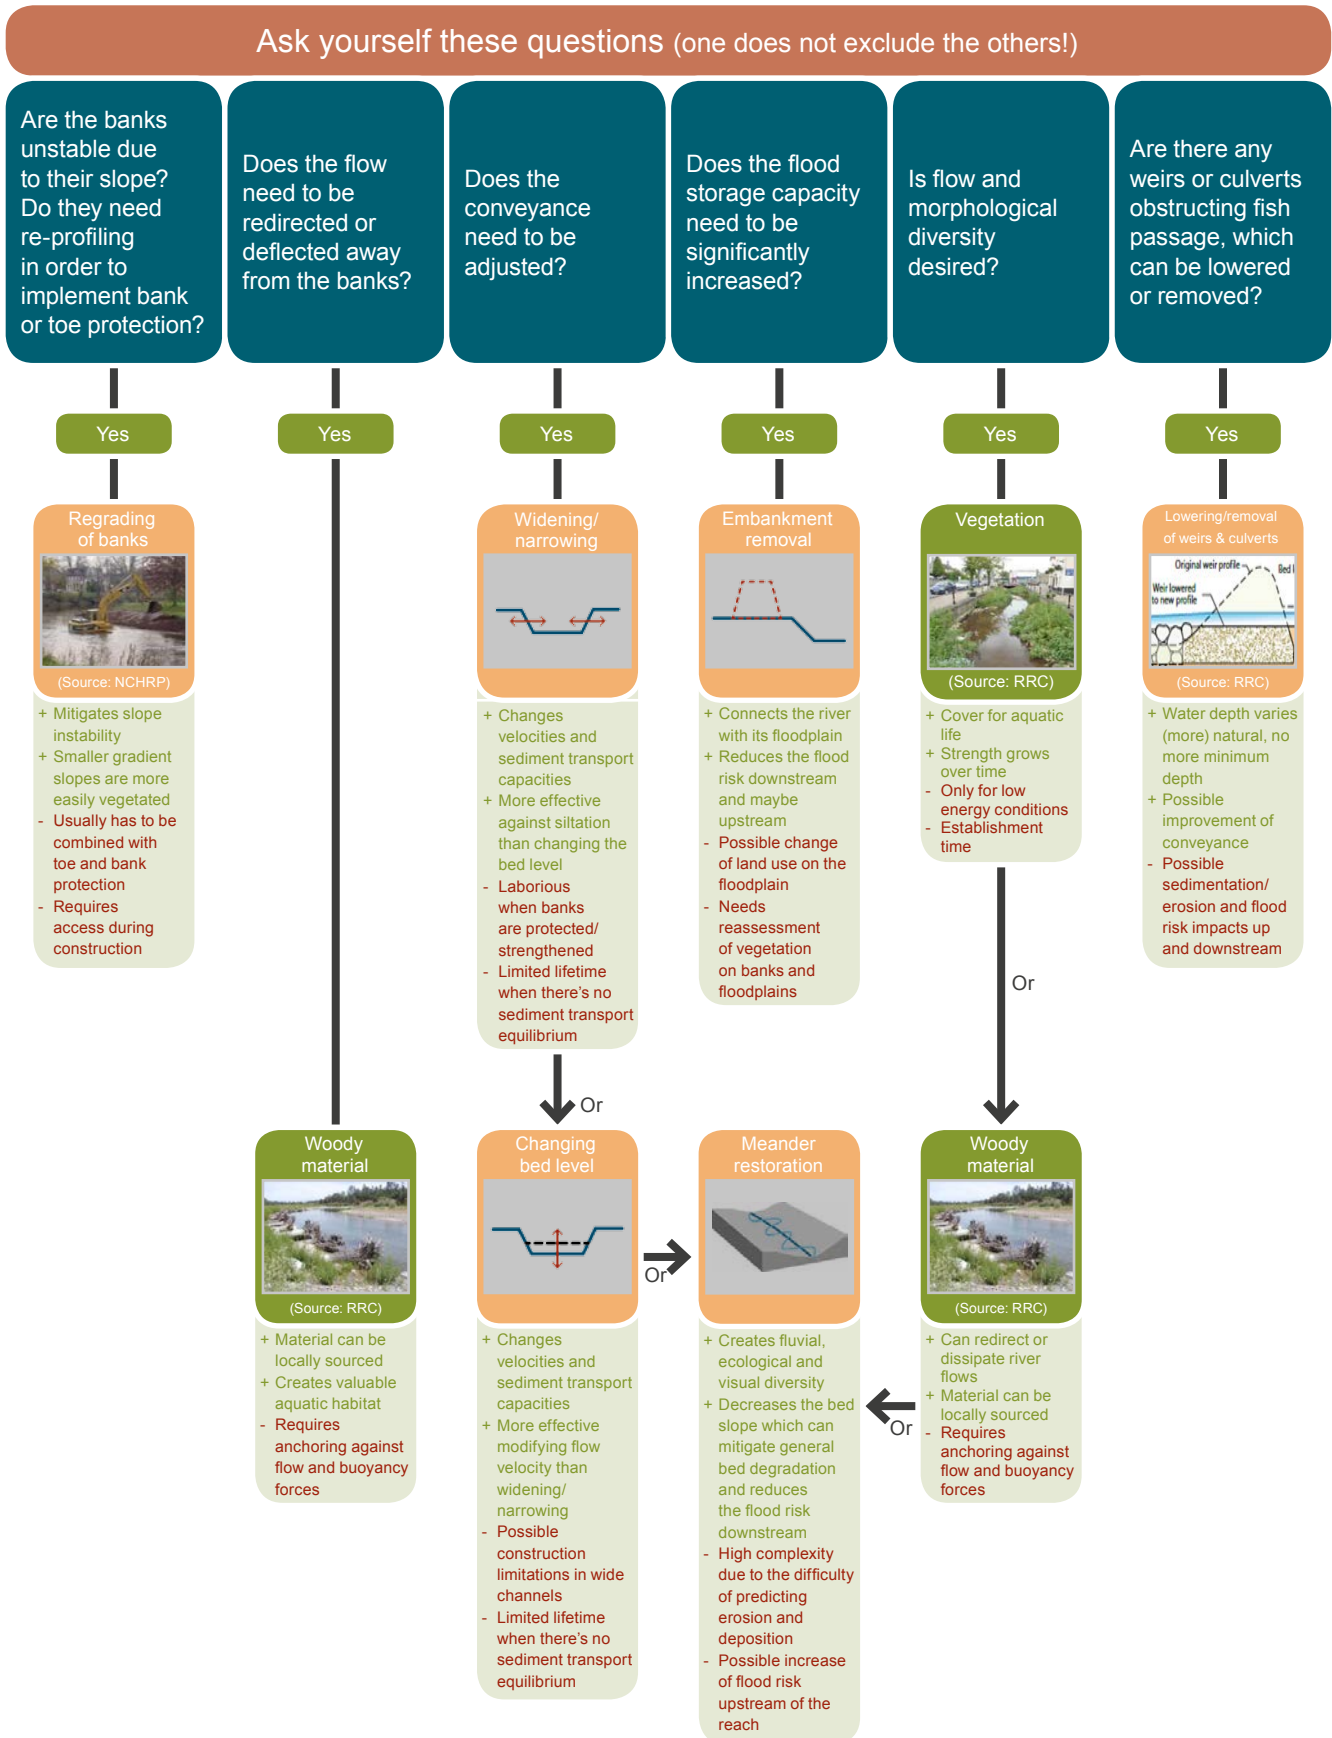 Ask yourself these questions (one does not exclude the others!)
Are the banks
unstable due
to their slope?
Do they need
re-profiling
in order to
implement bank
or toe protection?
Does the flow
need to be
redirected or
deflected away
from the banks?
Does the
conveyance
need to be
adjusted?
Does the flood
storage capacity
need to be
significantly
increased?
Is flow and
morphological
diversity
desired?
Are there any
weirs or culverts
obstructing fish
passage, which
can be lowered
or removed?
Yes
Yes
Yes
Yes
Yes
Yes
Regrading
of banks
(Source: NCHRP)
+ Mitigates slope
instability
+ Smaller gradient
slopes are more
easily vegetated
- Usually has to be
combined with
toe and bank
protection
- Requires
access during
construction
Widening/
narrowing
+ Changes
velocities and
sediment transport
capacities
+ More effective
against siltation
than changing the
bed level
- Laborious
when banks
are protected/
strengthened
- Limited lifetime
when there's no
sediment transport
equilibrium
Embankment
removal
+ Connects the river
with its floodplain
+ Reduces the flood
risk downstream
and maybe
upstream
- Possible change
of land use on the
floodplain
- Needs
reassessment
of vegetation
on banks and
floodplains
Vegetation
(Source: RRC)
+ Cover for aquatic
life
+ Strength grows
over time
- Only for low
energy conditions
- Establishment
time
Lowering/removal
of weirs & culverts
Original weir profile
Bed l
Weir lowered
to new profile
(Source: RRC)
+ Water depth varies
(more) natural, no
more minimum
depth
+ Possible
improvement of
conveyance
- Possible
sedimentation/
erosion and flood
risk impacts up
and downstream
Or
Or
Woody
material
(Source: RRC)
+ Material can be
locally sourced
+ Creates valuable
aquatic habitat
- Requires
anchoring against
flow and buoyancy
forces
Changing
bed level
+ Changes
velocities and
sediment transport
capacities
+ More effective
modifying flow
velocity than
widening/
narrowing
- Possible
construction
limitations in wide
channels
- Limited lifetime
when there's no
sediment transport
equilibrium
Or
Meander
restoration
+ Creates fluvial,
ecological and
visual diversity
+ Decreases the bed
slope which can
mitigate general
bed degradation
and reduces
the flood risk
downstream
- High complexity
due to the difficulty
of predicting
erosion and
deposition
- Possible increase
of flood risk
upstream of the
reach
Or
Woody
material
(Source: RRC)
+ Can redirect or
dissipate river
flows
+ Material can be
locally sourced
- Requires
anchoring against
flow and buoyancy
forces